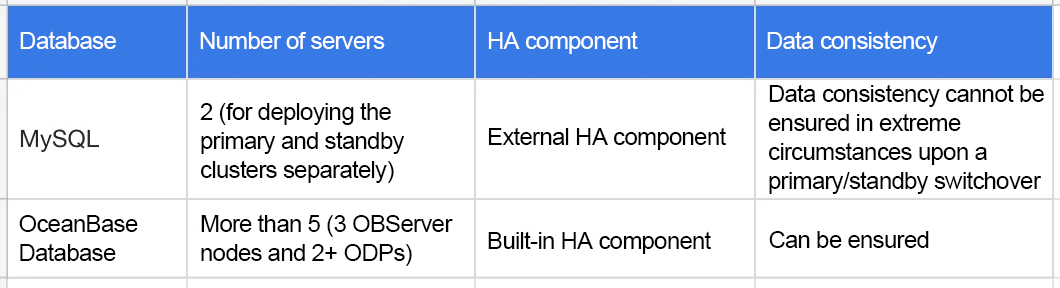 Database
Number of servers
HA component
Data consistency
MySQL
2 (for deploying the
primary and standby
clusters separately)
External HA component
Data consistency cannot be
ensured in extreme
circumstances upon a
primary/standby switchover
OceanBase
Database
More than 5 (3 OBServer
nodes and 2+ ODPs)
Built-in HA component
Can be ensured